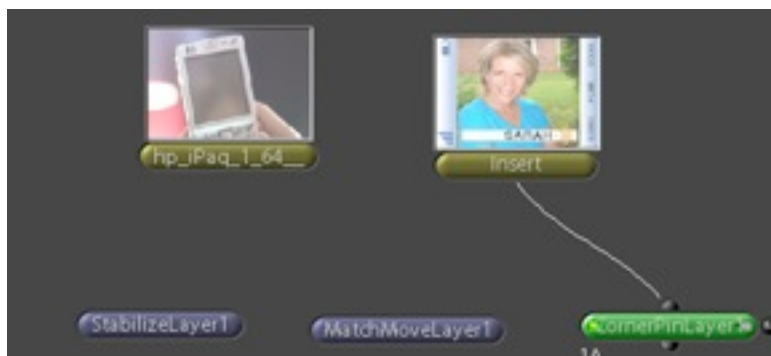 SARAH
hp_iPaq_1_64__
Insert
StabilizeLayer1
MatchMoveLayer1
CornerPinLayer1
1A